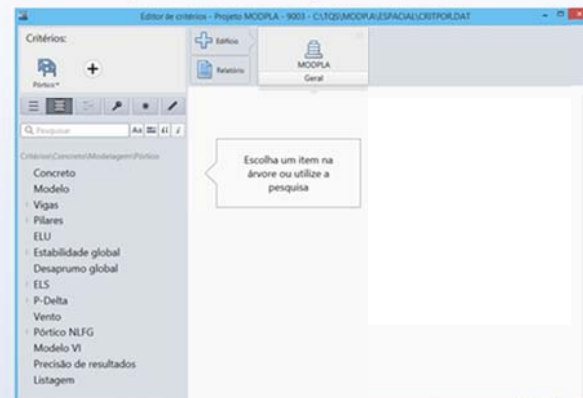 Editor de critérios - Projeto MODPLA - 9003 - C:\TQS\MODPLA\ESPACIAL\CRITPOR.DAT
Critérios:
Pórtico
Edifício
Relatório
MODPLA
Geral
Pesquisar
Aa
Critérios\Concreto\Modelagem\Pórtico
Concreto
Modelo
Vigas
Pilares
ELU
Estabilidade global
Desaprumo global
ELS
P-Delta
Vento
Pórtico NLFG
Modelo VI
Precisão de resultados
Listagem
Escolha um item na
árvore ou utilize a
pesquisa